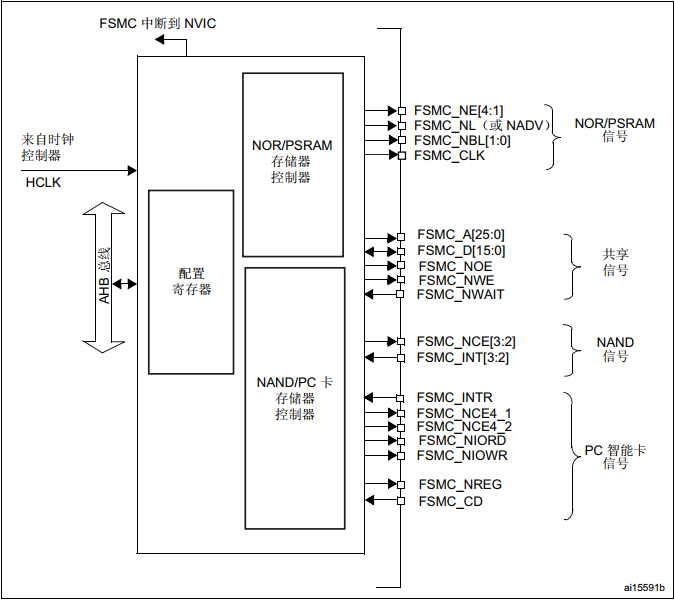 FSMC 中断到 NVIC
来自时钟
控制器
HCLK
AHB 总线
配置
寄存器
NOR/PSRAM
存储器
控制器
NAND/PC 卡
存储器
控制器
FSMC_NE[4:1]
FSMC_NL（或 NADV）
FSMC_NBL[1:0]
FSMC_CLK
NOR/PSRAM
信号
FSMC_A[25:0]
FSMC_D[15:0]
FSMC_NOE
FSMC_NWE
FSMC_NWAIT
共享
信号
FSMC_NCE[3:2]
FSMC_INT[3:2]
NAND
信号
FSMC_INTR
FSMC_NCE4_1
FSMC_NCE4_2
FSMC_NIORD
FSMC_NIOWR
FSMC_NREG
FSMC_CD
PC 智能卡
信号
ai15591b